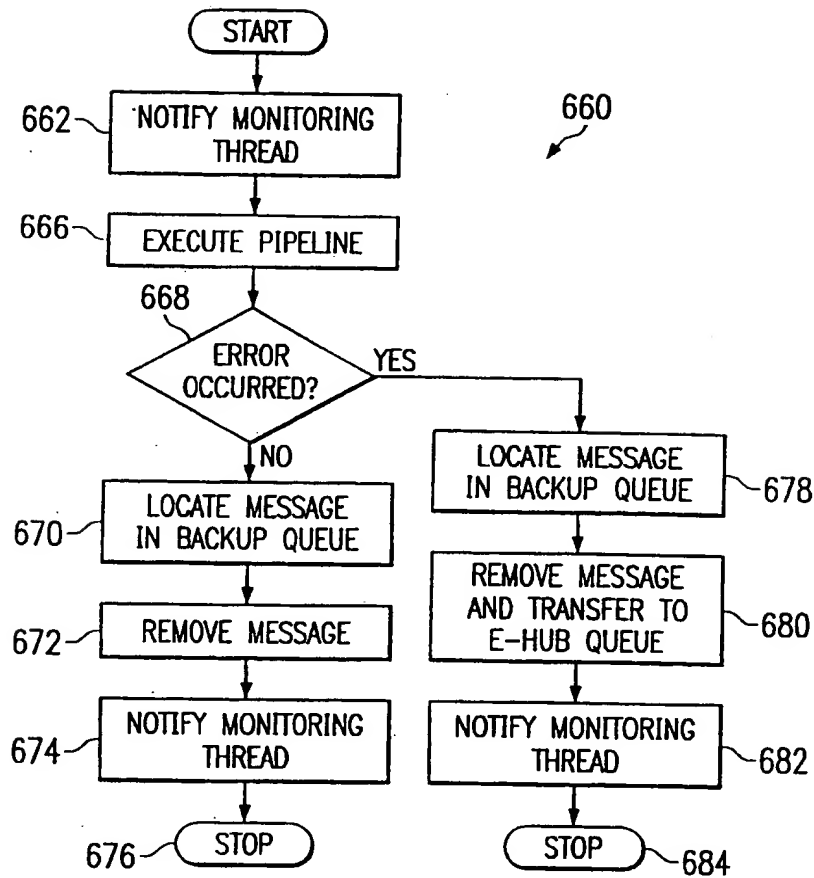 START
662
NOTIFY MONITORING
THREAD
660
666
EXECUTE PIPELINE
668
ERROR
OCCURRED?
YES
NO
670
LOCATE MESSAGE
IN BACKUP QUEUE
672
REMOVE MESSAGE
674
NOTIFY MONITORING
THREAD
676
STOP
LOCATE MESSAGE
IN BACKUP QUEUE
678
REMOVE MESSAGE
AND TRANSFER TO
E-HUB QUEUE
680
NOTIFY MONITORING
THREAD
682
STOP
684